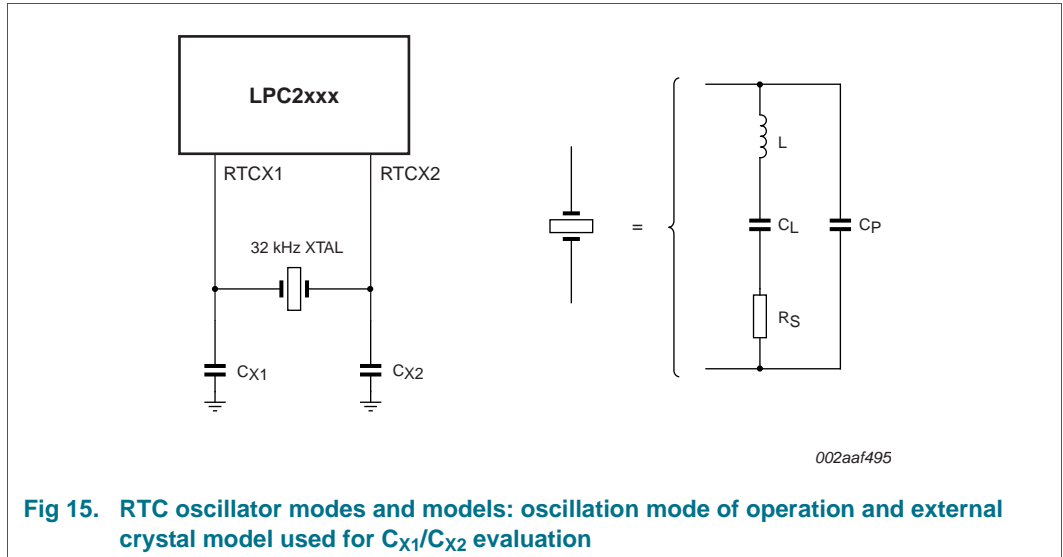 LPC2xxx
RTCX1
RTCX2
32 kHz XTAL
CX1
CX2
=
L
CL
CP
RS
002aaf495
Fig 15. RTC oscillator modes and models: oscillation mode of operation and external
crystal model used for CX1/CX2 evaluation